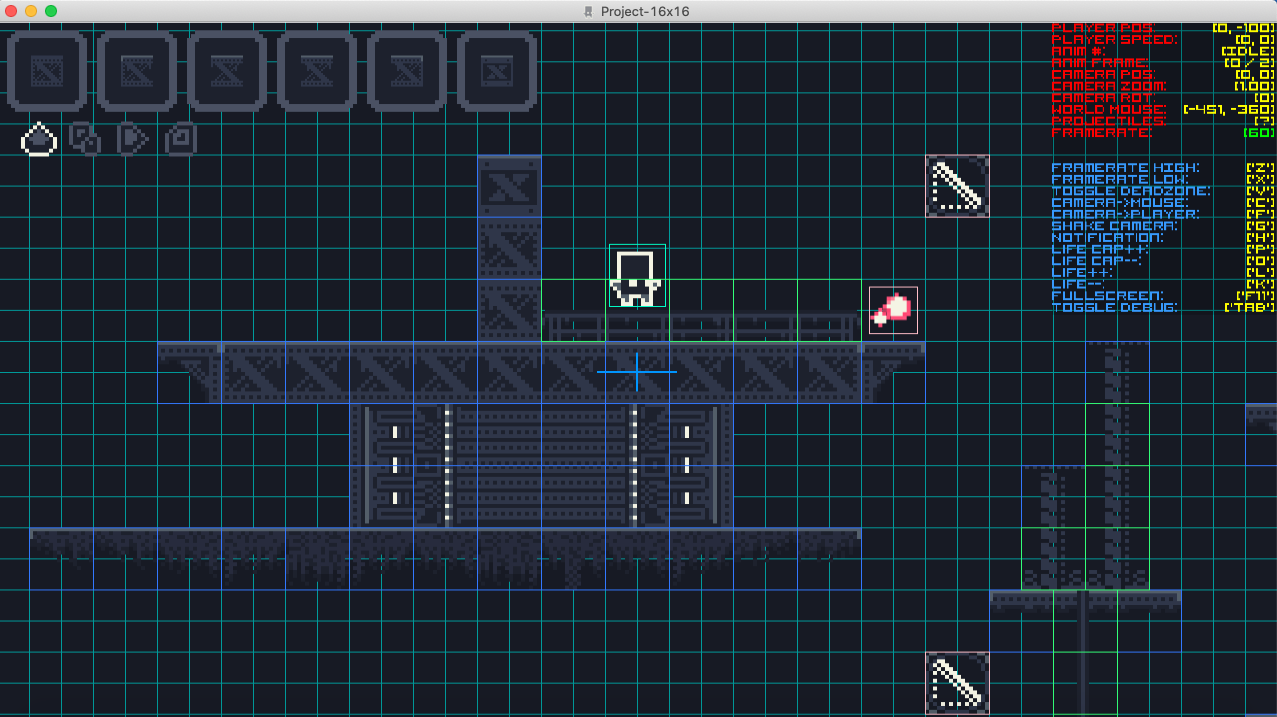 Project-16x16
PLAYER POS: [0, -100]
PLAYER SPEED: [0, 0]
ANIM #: [IDLE]
ANIM FRAME: [0 / 2]
CAMERA POS: [0, 0]
CAMERA ZOOM: [1.00]
CAMERA ROT: [0]
WORLD MOUSE: [-451, -360]
PROJECTILES: [?]
FRAMERATE: [60]
FRAMERATE HIGH: ['Z']
FRAMERATE LOW: ['X']
TOGGLE DEADZONE: ['V']
CAMERA->MOUSE: ['C']
CAMERA->PLAYER: ['F']
SHAKE CAMERA: ['G']
NOTIFICATION: ['H']
LIFE CAP++: ['P']
LIFE CAP--: ['O']
LIFE++: ['L']
LIFE--: ['K']
FULLSCREEN: ['F11']
TOGGLE DEBUG: ['TAB']